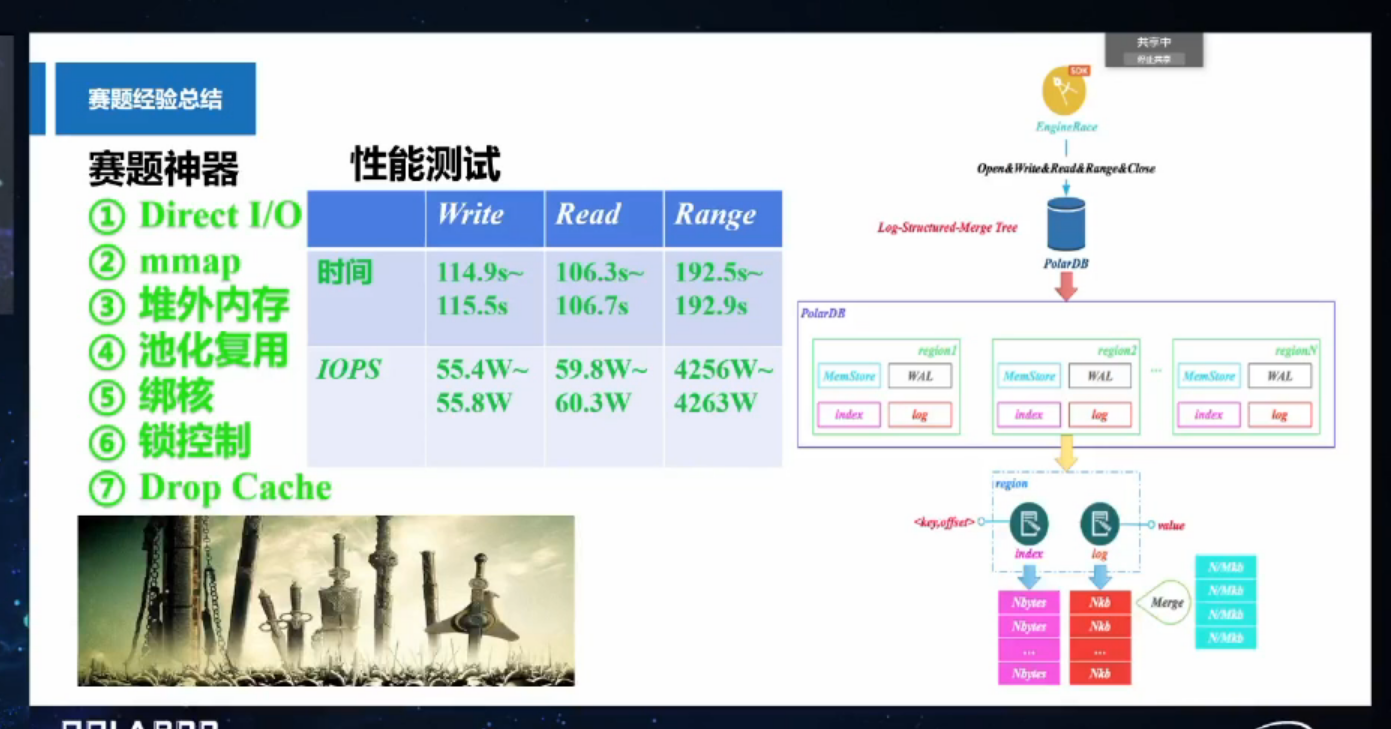 共享中
停止共享
赛题经验总结
赛题神器
① Direct I/O
② mmap
③ 堆外内存
④ 池化复用
⑤ 绑核
⑥ 锁控制
⑦ Drop Cache
性能测试
Write Read Range
时间 114.9s~115.5s 106.3s~106.7s 192.5s~192.9s
IOPS 55.4W~55.8W 59.8W~60.3W 4256W~4263W
SDK
EngineRace
Open&Write&Read&Range&Close
Log-Structured-Merge Tree
PolarDB
PolarDB
region1 region2 regionN
MemStore WAL MemStore WAL ... MemStore WAL
index log index log index log
region
<key,offset> value
index log
Nbytes Nkb Merge N/Mkb
Nbytes Nkb N/Mkb
... ... N/Mkb
Nbytes Nkb N/Mkb